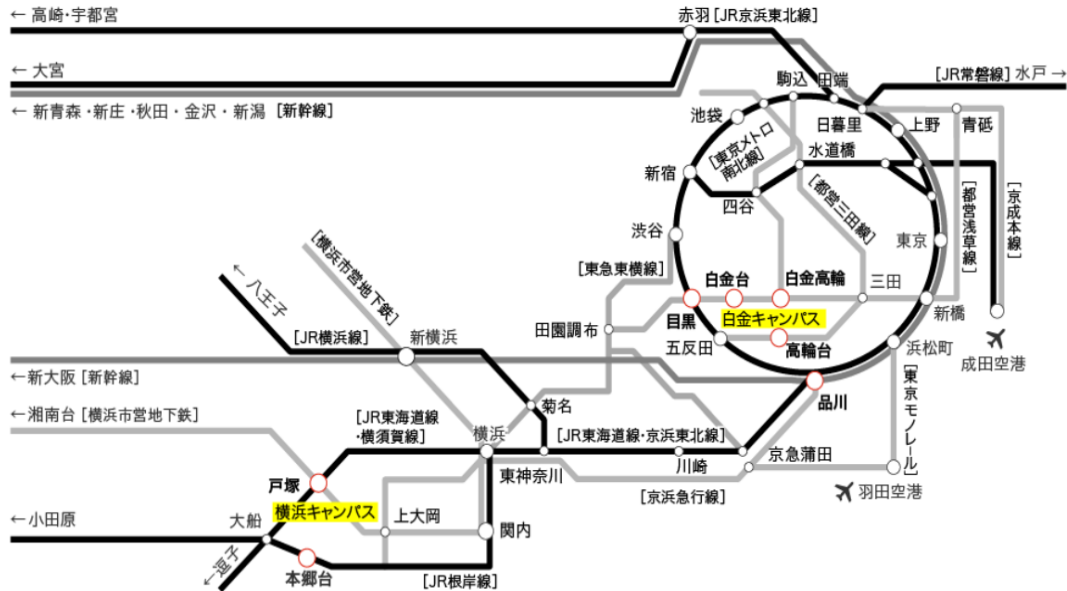 ← 高崎・宇都宮
赤羽
[JR京浜東北線]
← 大宮
駒込
田端
[JR常磐線]
水戸 →
← 新青森・新庄・秋田・金沢・新潟 [新幹線]
池袋
日暮里
上野
青砥
[東京メトロ
南北線]
水道橋
新宿
四谷
[都営三田線]
[都営浅草線]
[京成本線]
渋谷
東京
[横浜市営地下鉄]
[東急東横線]
白金台
白金高輪
三田
← 八王子
目黒
白金キャンパス
新橋
[JR横浜線]
新横浜
田園調布
五反田
高輪台
浜松町
成田空港
← 新大阪 [新幹線]
品川
[東京モノレール]
← 湘南台 [横浜市営地下鉄]
菊名
[JR東海道線
・横須賀線]
横浜
[JR東海道線・京浜東北線]
東神奈川
川崎
京急蒲田
戸塚
[京浜急行線]
羽田空港
横浜キャンパス
← 小田原
大船
上大岡
関内
← 逗子
本郷台
[JR根岸線]